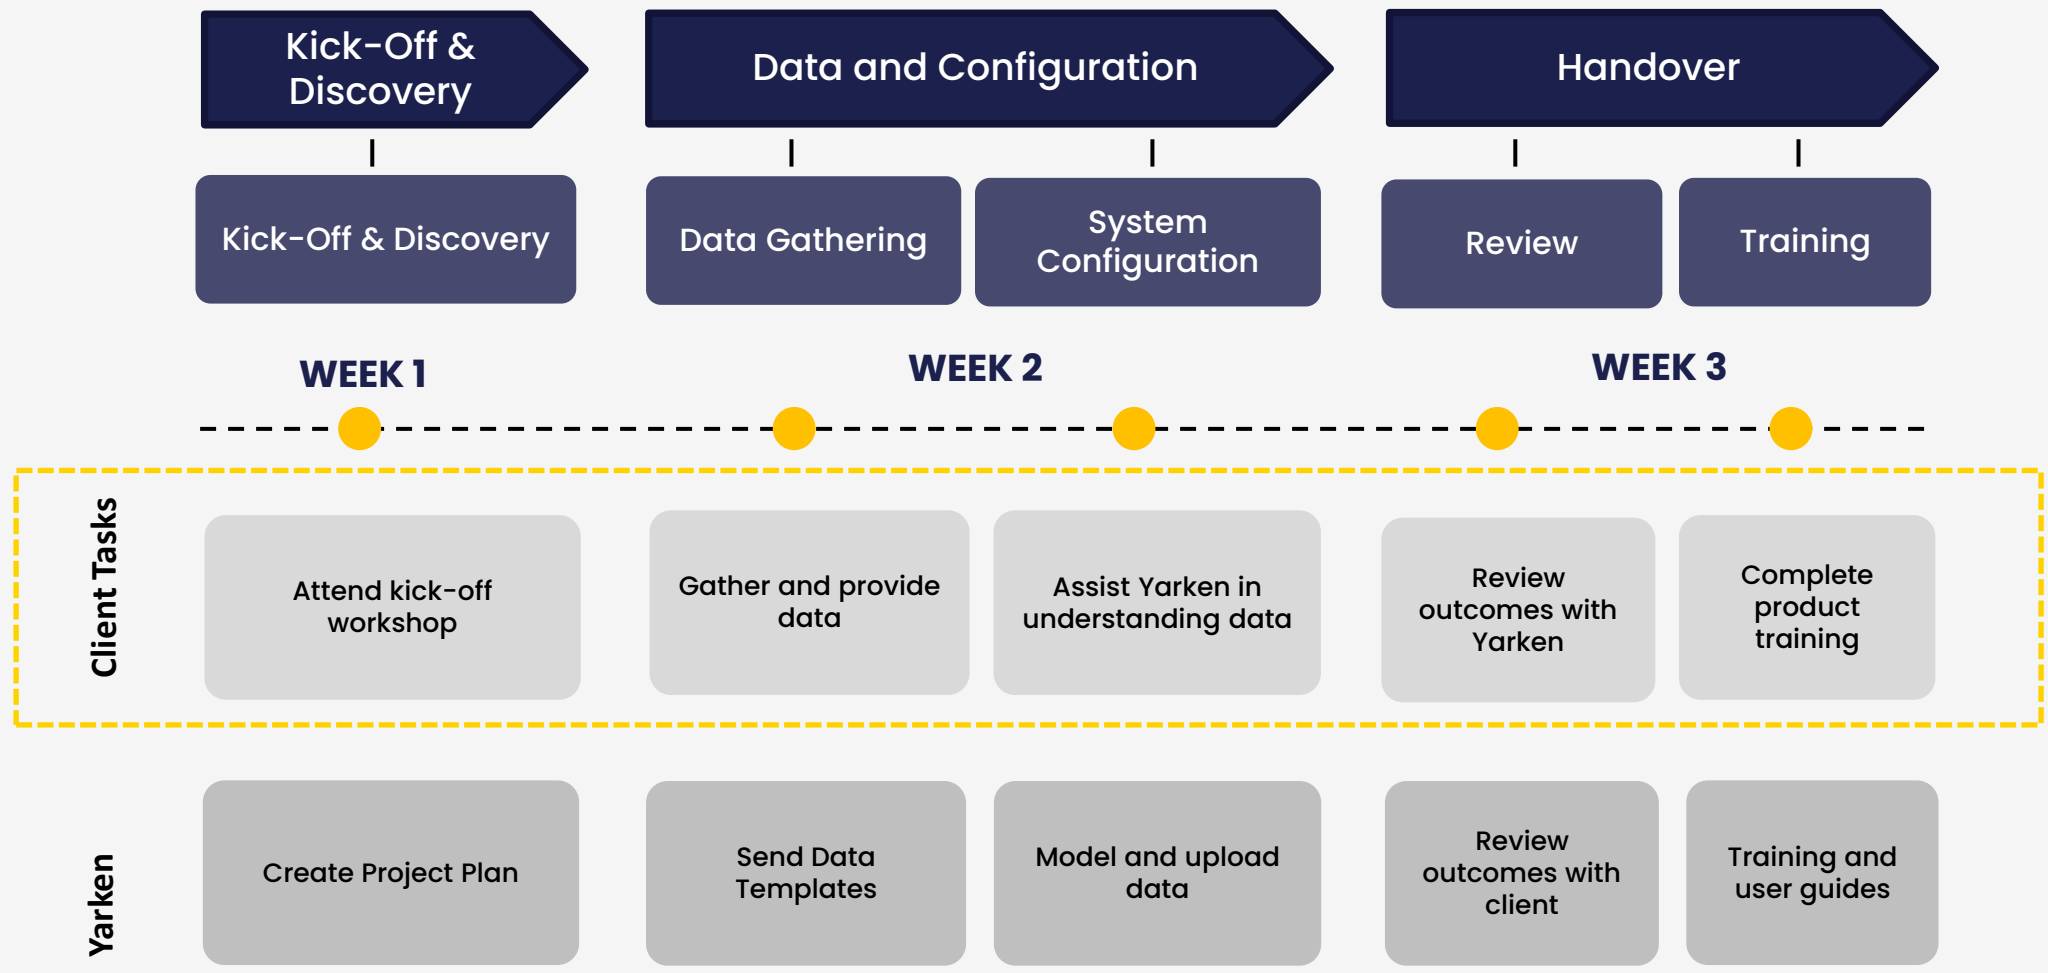 Kick-Off &
Discovery
Data and Configuration
Handover
Kick-Off & Discovery
Data Gathering
System
Configuration
Review
Training
WEEK 1
WEEK 2
WEEK 3
Client Tasks
Attend kick-off
workshop
Gather and provide
data
Assist Yarken in
understanding data
Review
outcomes with
Yarken
Complete
product
training
Yarken
Create Project Plan
Send Data
Templates
Model and upload
data
Review
outcomes with
client
Training and
user guides